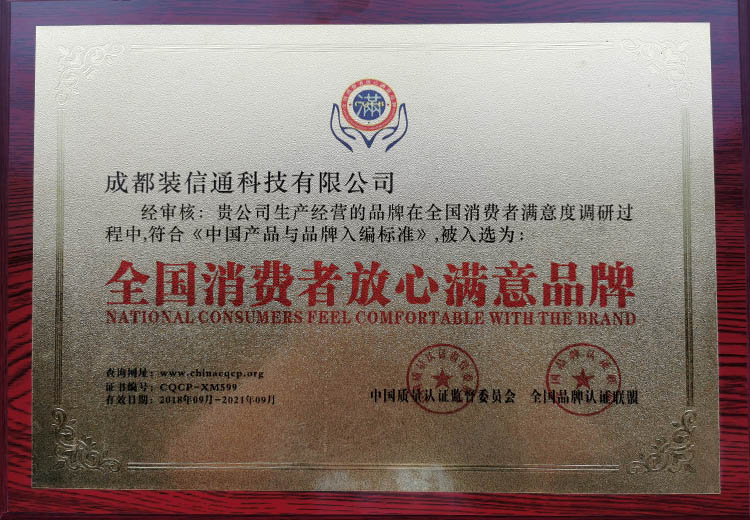 满
成都装信通科技有限公司
经审核：贵公司生产经营的品牌在全国消费者满意度调研过
程中,符合《中国产品与品牌入编标准》,被入选为：
全国消费者放心满意品牌
NATIONAL CONSUMERS FEEL COMFORTABLE WITH THE BRAND
查询网址：www.chinacqcp.org
证书编号：CQCP-XM599
有效日期：2018年09月-2021年09月
中国质量认证监督委员会 全国品牌认证联盟